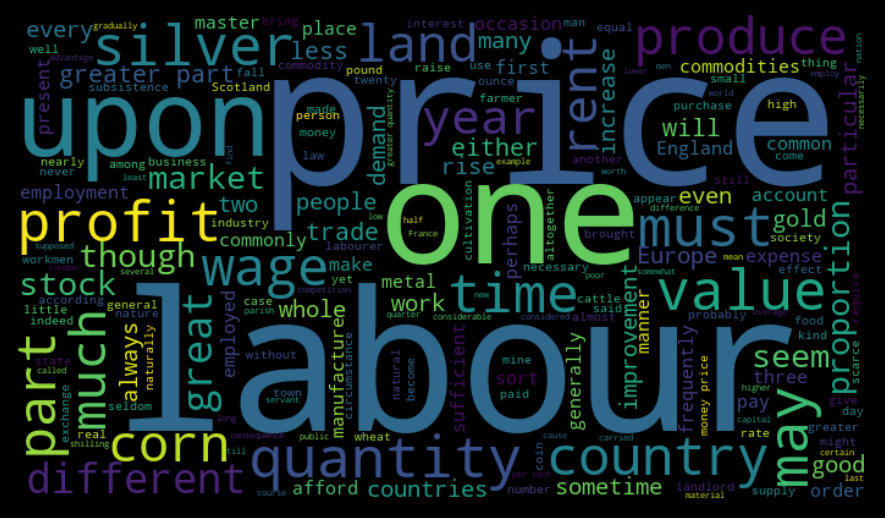 price
labour
upon
one
silver
land
produce
rent
year
profit
wage
must
value
time
great
part
much
corn
quantity
country
different
may
stock
though
market
proportion
seem
greater part
every
master
place
less
bring
occasion
interest
man
equal
many
first
commodities
thing
small
increase
particular
will
England
common
come
purchase
high
gradually
advantage
well
subsistence
commodity
fall
Scotland
pound
twenty
raise
use
ounce
farmer
present
made
person
money
law
demand
greater quantity
either
rise
another
lower
men
employ
nation
world
necessarily
worth
example
still
nearly
never
among
business
find
least
employment
two
people
industry
labourer
low
half
France
cultivation
altogether
perhaps
brought
appear
difference
even
account
gold
society
Europe
expense
effect
mean
poor
somewhat
necessary
trade
commonly
make
metal
work
yet
case
parish
competition
whole
manufactured
employed
supposed
workmen
London
several
according
little
indeed
general
nature
always
naturally
state
called
seldom
exchange
real
shilling
long
servant
consequence
public
till
course
without
town
natural
become
circumstance
wheat
mine
paid
sufficient
sort
quarter
considerable
considered
new
cattle
said
almost
generally
improvement
manner
probably
frequently
money price
average
require
food
kind
scarce
three
pay
higher
give
day
rate
capital
greater
might
certain
good
last
order
supply
landlord
material
number
sometime
per cent
coin
cause
carried
afford
countries